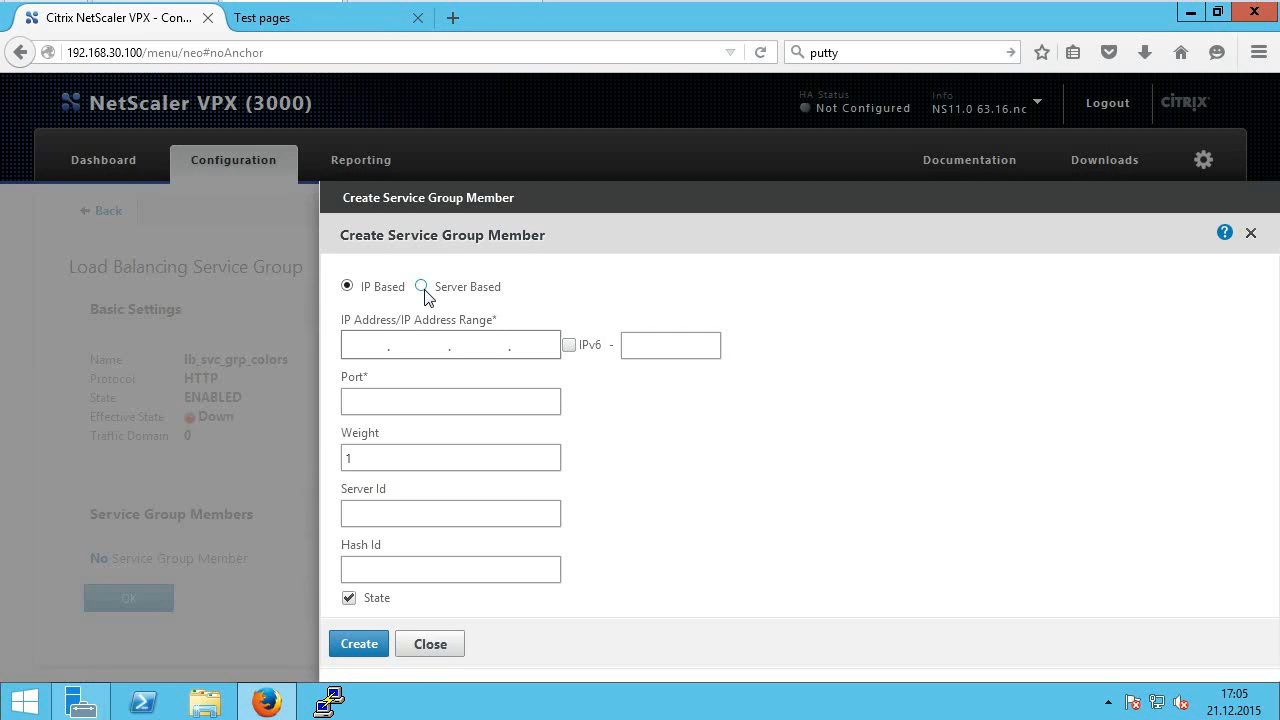 Citrix NetScaler VPX - Con...
Test pages
192.168.30.100/menu/neo#noAnchor
putty
NetScaler VPX (3000)
HA Status
Not Configured
Info
NS11.0 63.16.nc
Logout
CITRIX
Dashboard
Configuration
Reporting
Documentation
Downloads
Create Service Group Member
Back
Create Service Group Member
?
Load Balancing Service Group
IP Based
Server Based
Basic Settings
IP Address/IP Address Range*
. . .
IPv6 -
Name lb_svc_grp_colors
Protocol HTTP
State ENABLED
Effective State Down
Traffic Domain 0
Port*
Weight
1
Server Id
Service Group Members
Hash Id
No Service Group Member
OK
State
Create
Close
17:05
21.12.2015